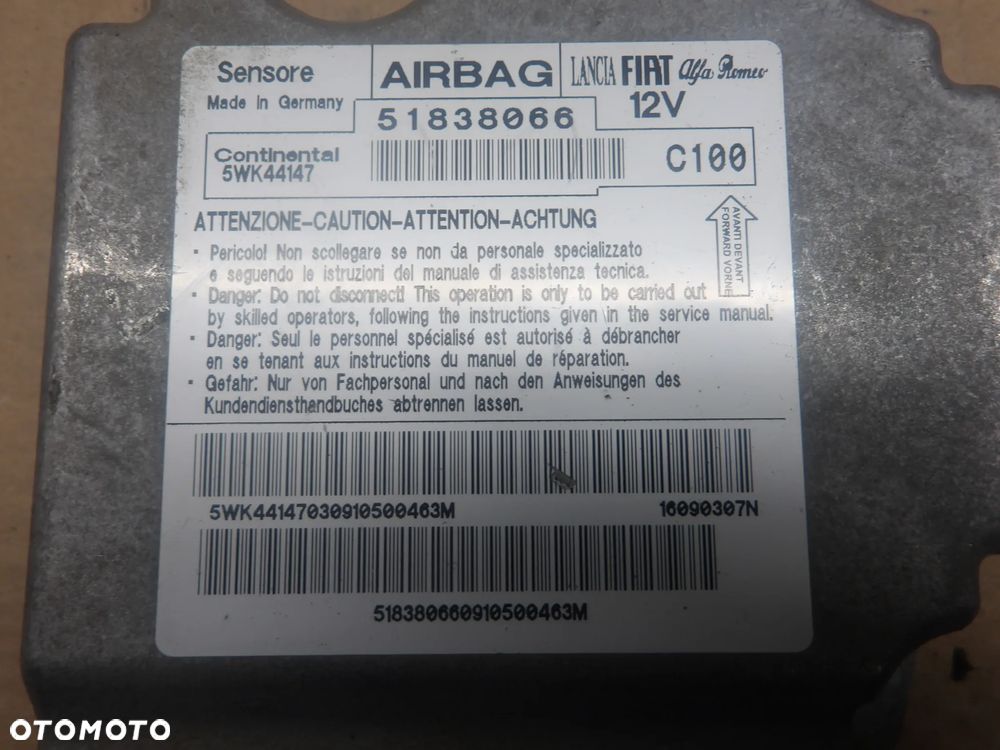 Sensore AIRBAG LANCIA FIAT Alfa Romeo
Made in Germany 51838066 12V
Continental C100
5WK44147
ATTENZIONE-CAUTION-ATTENTION-ACHTUNG
AVANTI DEVANT
FORWARD VORNE
• Pericolo! Non scollegare se non da personale specializzato
e seguendo le istruzioni del manuale di assistenza tecnica.
• Danger: Do not disconnect! This operation is only to be carried out
by skilled operators, following the instructions given in the service manual.
• Danger: Seul le personnel spécialisé est autorisé à débrancher
en se tenant aux instructions du manuel de réparation.
• Gefahr: Nur von Fachpersonal und nach den Anweisungen des
Kundendiensthandbuches abtrennen lassen.
5WK44147030910500463M 16090307N
518380660910500463M
OTOMOTO